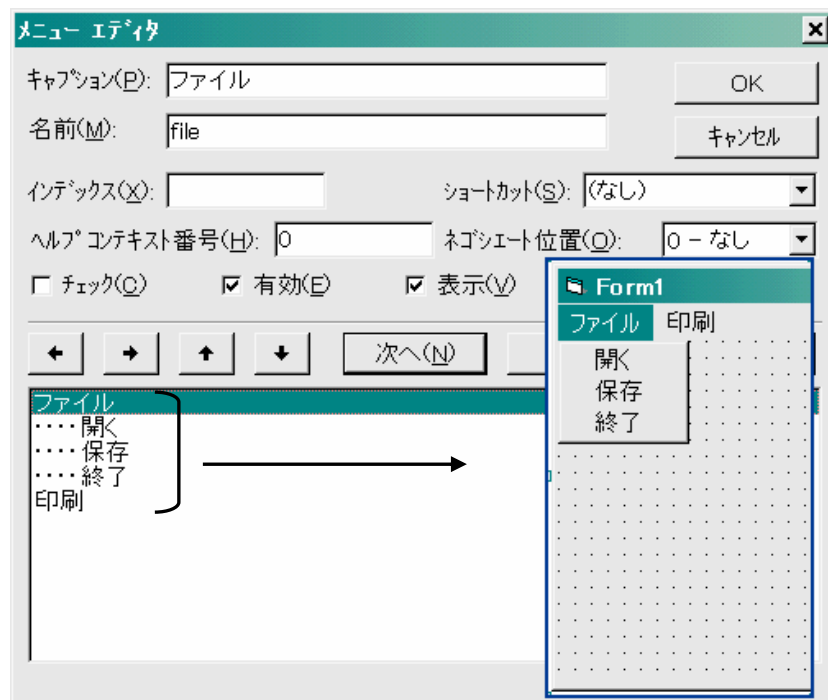 メニュー エディタ
キャプション(P): ファイル
OK
名前(M): file
キャンセル
インデックス(X):
ショートカット(S): (なし)
ヘルプ コンテキスト番号(H): 0
ネゴシエート位置(O): 0 - なし
チェック(C) 有効(E) 表示(V)
次へ(N)
ファイル
････開く
････保存
････終了
印刷
Form1
ファイル 印刷
開く
保存
終了